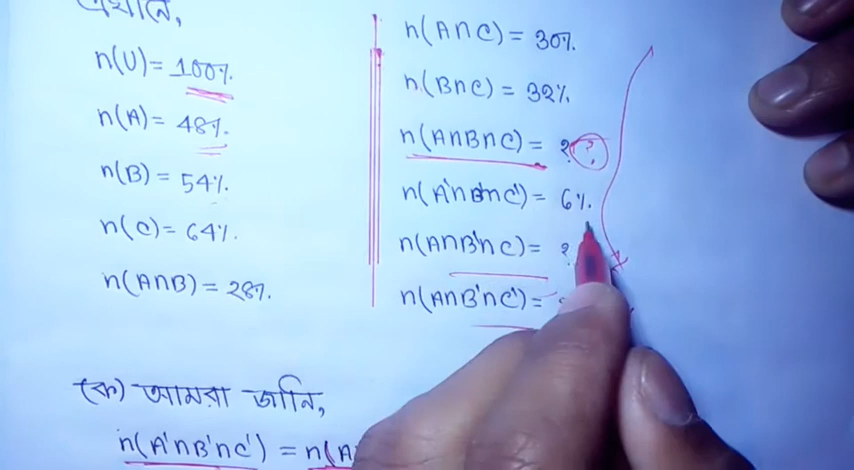 এখানে,
n(U) = 100%.
n(A) = 48%.
n(B) = 54%.
n(C) = 64%.
n(A∩B) = 28%.
n(A∩C) = 30%.
n(B∩C) = 32%.
n(A∩B∩C) = ? ?
n(A'∩B'∩C') = 6%.
n(A∩B'∩C) = ?
n(A∩B'∩C') =
(ক) আমরা জানি,
n(A'∩B'∩C') = n(A